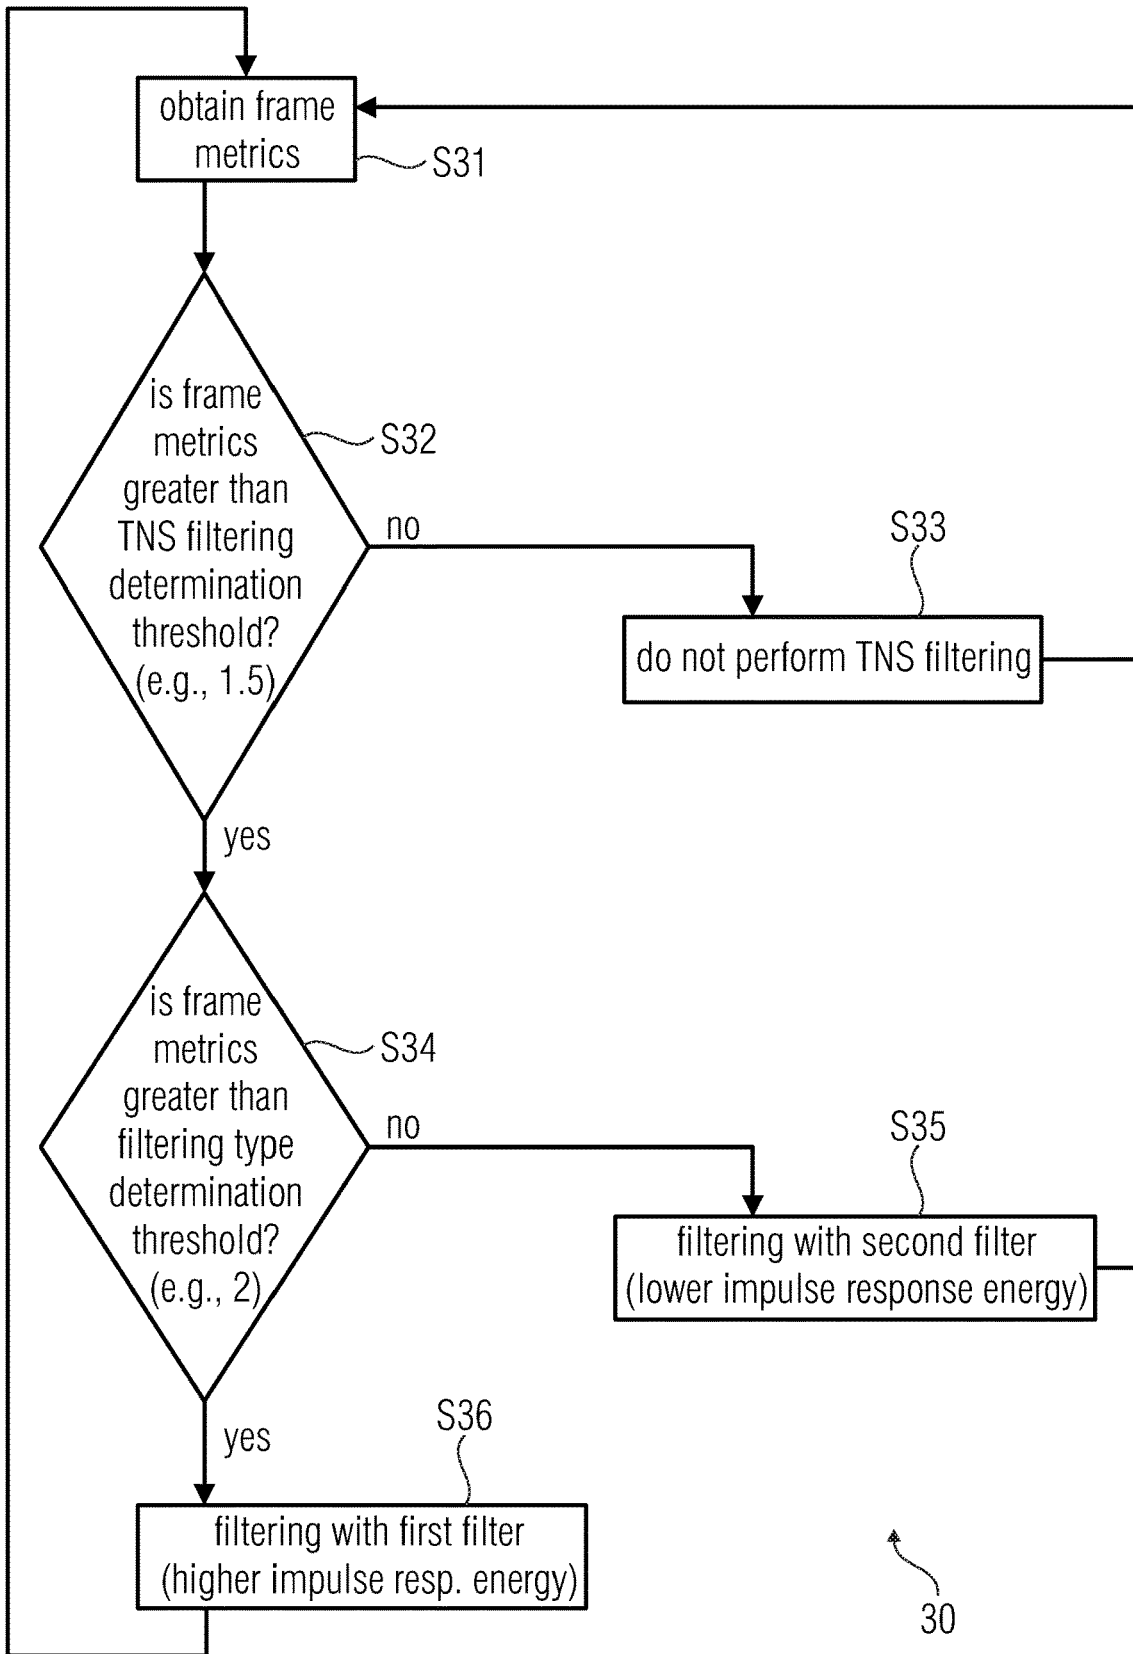 obtain frame
metrics
S31
is frame
metrics
greater than
TNS filtering
determination
threshold?
(e.g., 1.5)
S32
no
S33
do not perform TNS filtering
yes
is frame
metrics
greater than
filtering type
determination
threshold?
(e.g., 2)
S34
no
S35
filtering with second filter
(lower impulse response energy)
yes
S36
filtering with first filter
(higher impulse resp. energy)
30